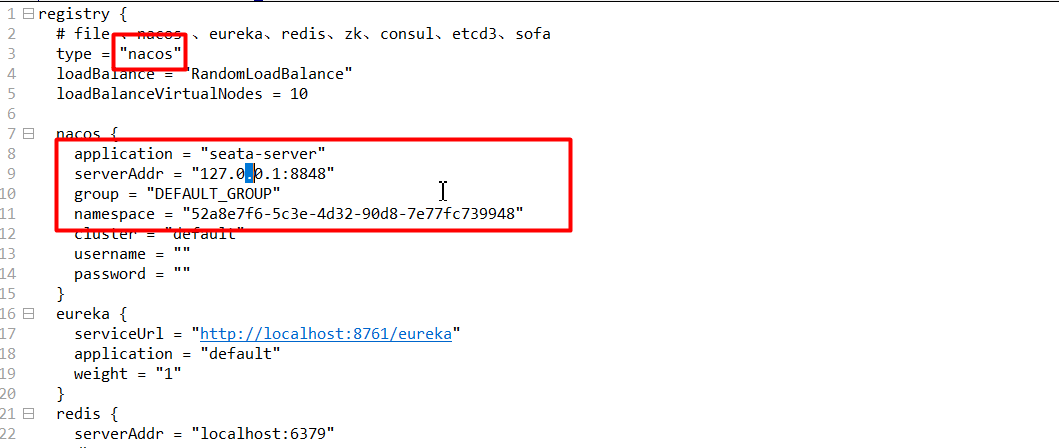 1 registry {
2 # file 、nacos 、eureka、redis、zk、consul、etcd3、sofa
3 type = "nacos"
4 loadBalance = "RandomLoadBalance"
5 loadBalanceVirtualNodes = 10
6
7 nacos {
8 application = "seata-server"
9 serverAddr = "127.0.0.1:8848"
10 group = "DEFAULT_GROUP"
11 namespace = "52a8e7f6-5c3e-4d32-90d8-7e77fc739948"
12 cluster = "default"
13 username = ""
14 password = ""
15 }
16 eureka {
17 serviceUrl = "http://localhost:8761/eureka"
18 application = "default"
19 weight = "1"
20 }
21 redis {
22 serverAddr = "localhost:6379"